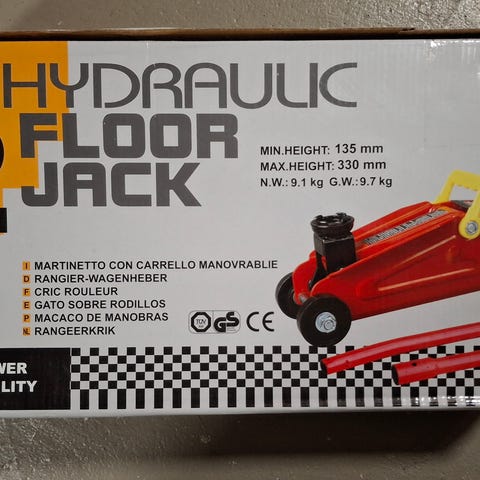 HYDRAULIC
FLOOR
JACK
MIN.HEIGHT: 135 mm
MAX.HEIGHT: 330 mm
N.W.: 9.1 kg G.W.: 9.7 kg
I MARTINETTO CON CARRELLO MANOVRABLIE
D RANGIER-WAGENHEBER
F CRIC ROULEUR
E GATO SOBRE RODILLOS
P MACACO DE MANOBRAS
N RANGEERKRIK
TÜV GS CE
WER
LITY